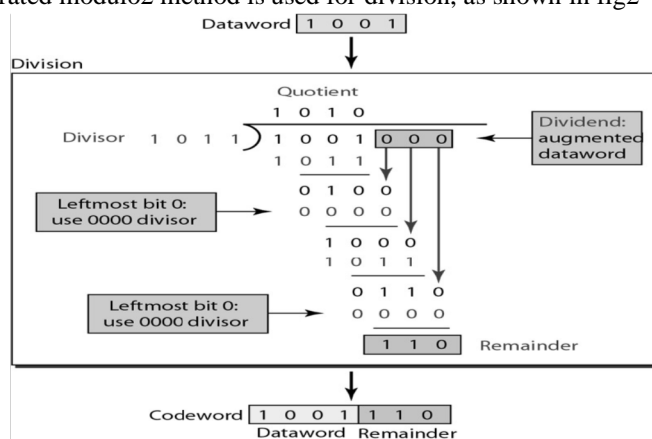 rated modulo2 method is used for division, as shown in fig2
Dataword 1 0 0 1
Division
Quotient
1 0 1 0
Divisor 1 0 1 1 1 0 0 1 0 0 0
Dividend:
augmented
dataword
1 0 1 1
0 1 0 0
Leftmost bit 0:
use 0000 divisor
0 0 0 0
1 0 0 0
1 0 1 1
0 1 1 0
Leftmost bit 0:
use 0000 divisor
0 0 0 0
1 1 0 Remainder
Codeword 1 0 0 1 1 1 0
Dataword Remainder